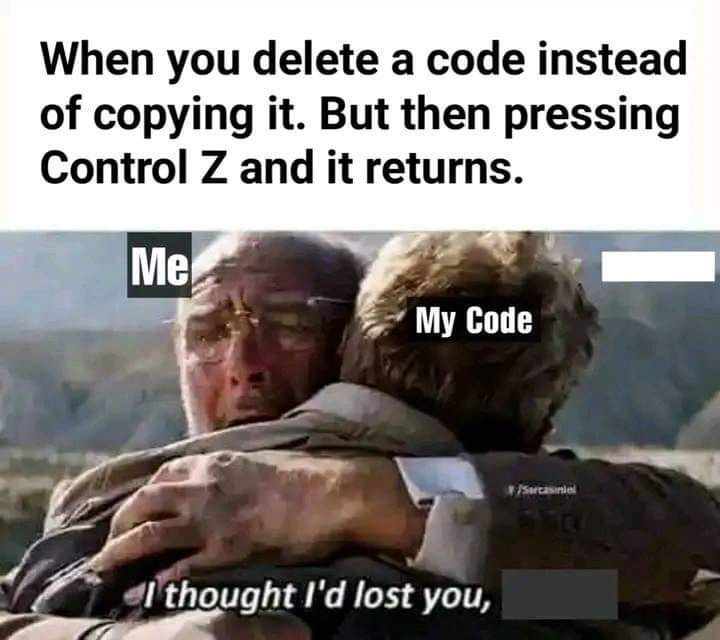 When you delete a code instead
of copying it. But then pressing
Control Z and it returns.
Me
My Code
I thought I'd lost you,